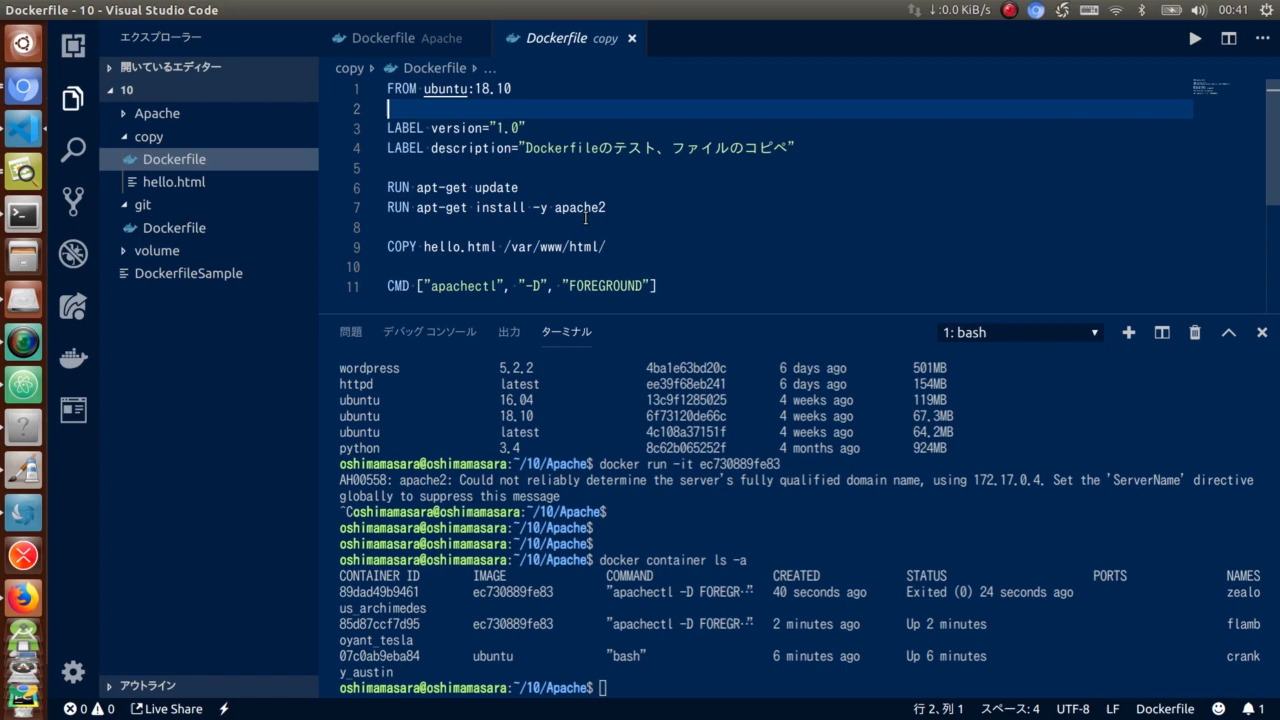 Dockerfile - 10 - Visual Studio Code
↓:0.0 KiB/s
00:41
エクスプローラー
開いているエディター
10
Apache
copy
Dockerfile
hello.html
git
Dockerfile
volume
DockerfileSample
アウトライン
Dockerfile Apache
Dockerfile copy
copy
Dockerfile
...
1 FROM ubuntu:18.10
2
3 LABEL version="1.0"
4 LABEL description="Dockerfileのテスト、ファイルのコピペ"
5
6 RUN apt-get update
7 RUN apt-get install -y apache2
8
9 COPY hello.html /var/www/html/
10
11 CMD ["apachectl", "-D", "FOREGROUND"]
問題 デバッグ コンソール 出力 ターミナル 1: bash
wordpress 5.2.2 4ba1e63bd20c 6 days ago 501MB
httpd latest ee39f68eb241 6 days ago 154MB
ubuntu 16.04 13c9f1285025 4 weeks ago 119MB
ubuntu 18.10 6f73120de66c 4 weeks ago 67.3MB
ubuntu latest 4c108a37151f 4 weeks ago 64.2MB
python 3.4 8c62b065252f 4 months ago 924MB
oshimamasara@oshimamasara:~/10/Apache$ docker run -it ec730889fe83
AH00558: apache2: Could not reliably determine the server's fully qualified domain name, using 172.17.0.4. Set the 'ServerName' directive
globally to suppress this message
^Coshimamasara@oshimamasara:~/10/Apache$
oshimamasara@oshimamasara:~/10/Apache$
oshimamasara@oshimamasara:~/10/Apache$
oshimamasara@oshimamasara:~/10/Apache$ docker container ls -a
CONTAINER ID IMAGE COMMAND CREATED STATUS PORTS NAMES
89dad49b9461 ec730889fe83 "apachectl -D FOREGR…" 40 seconds ago Exited (0) 24 seconds ago zealo
us_archimedes
85d87ccf7d95 ec730889fe83 "apachectl -D FOREGR…" 2 minutes ago Up 2 minutes flamb
oyant_tesla
07c0ab9eba84 ubuntu "bash" 6 minutes ago Up 6 minutes crank
y_austin
oshimamasara@oshimamasara:~/10/Apache$
0 0 Live Share 行 2、列 1 スペース: 4 UTF-8 LF Dockerfile 1